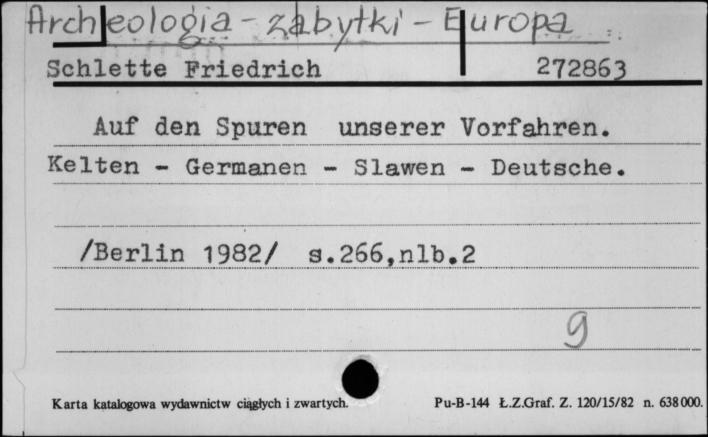 Archeologia - zabytki - Europa
Schlette Friedrich 272863
Auf den Spuren unserer Vorfahren.
Kelten - Germanen - Slawen - Deutsche.
/Berlin 1982/ s.266,nlb.2
g
Karta katalogowa wydawnictw ciągłych i zwartych. Pu-B-144 Ł.Z.Graf. Z. 120/15/82 n. 638000.